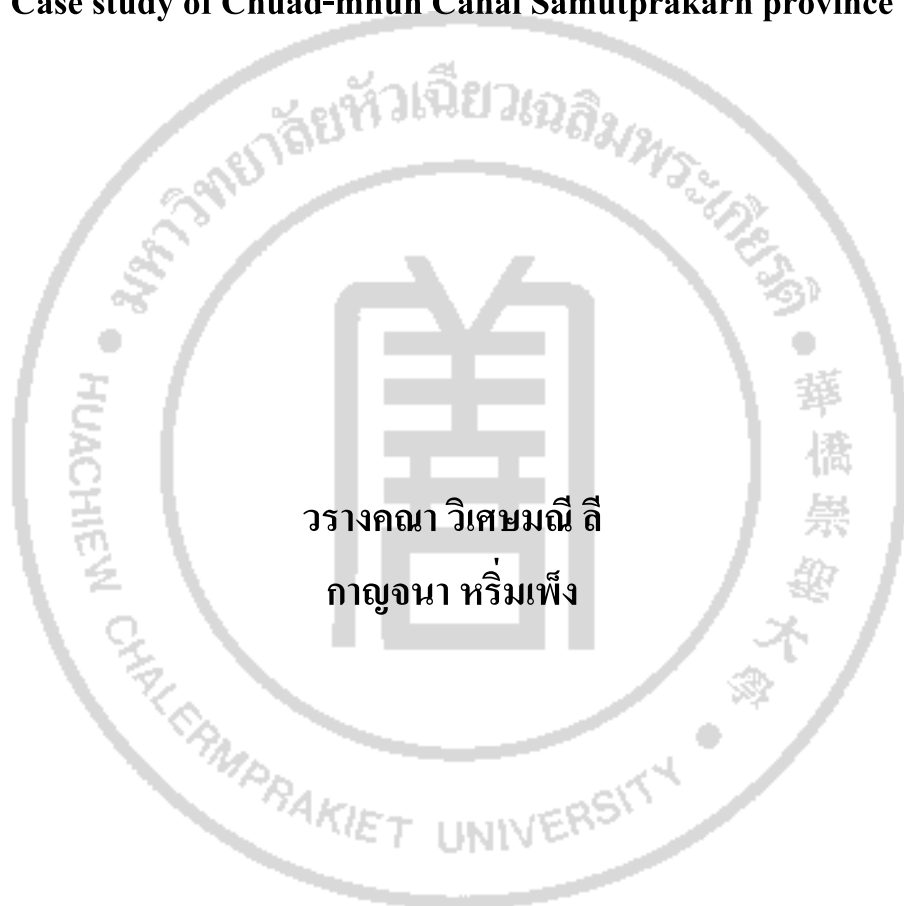 Case study of Chuad-mhun Canal Samutprakarn province
มหาวิทยาลัยหัวเฉียวเฉลิมพระเกียรติ
華僑崇聖大學
HUACHIEW CHALERMPRAKIET UNIVERSITY
วรางคณา วิเศษมณี ลี
กาญจนา หริ่มเพ็ง